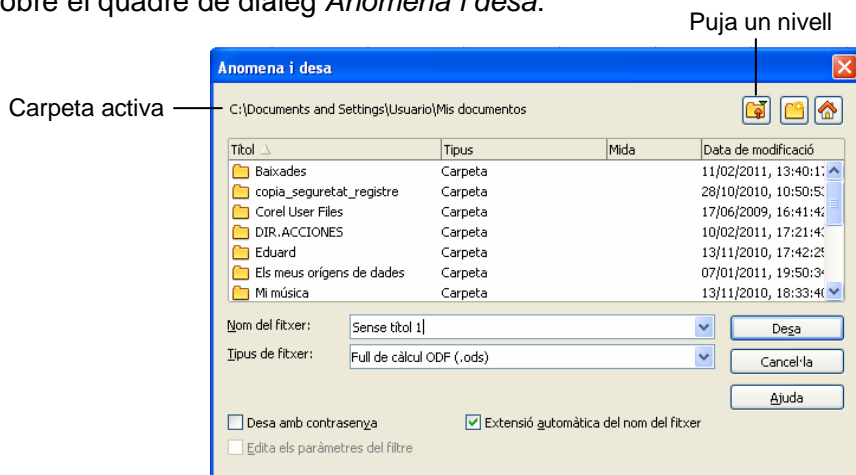 obre el quadre de diàleg Anomena i desa.
Puja un nivell
Anomena i desa
Carpeta activa
C:\Documents and Settings\Usuario\Mis documentos
Títol Tipus Mida Data de modificació
Baixades Carpeta 11/02/2011, 13:40:1
copia_seguretat_registre Carpeta 28/10/2010, 10:50:5
Corel User Files Carpeta 17/06/2009, 16:41:42
DIR.ACCIONES Carpeta 10/02/2011, 17:21:4
Eduard Carpeta 13/11/2010, 17:42:25
Els meus orígens de dades Carpeta 07/01/2011, 19:50:3
Mi música Carpeta 13/11/2010, 18:33:4
Nom del fitxer: Sense títol 1 Desa
Tipus de fitxer: Full de càlcul ODF (.ods) Cancel·la
Ajuda
Desa amb contrasenya Extensió automàtica del nom del fitxer
Edita els paràmetres del filtre